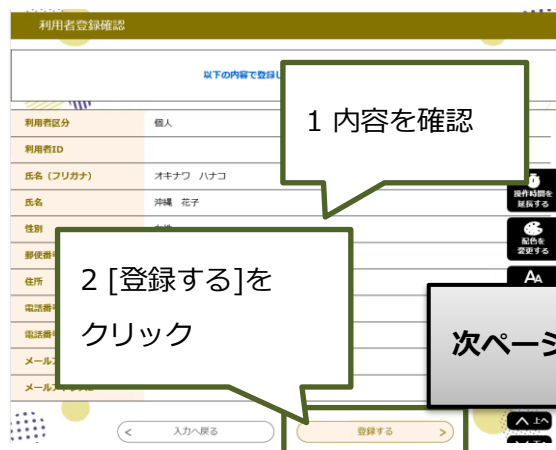 利用者登録確認
以下の内容で登録し
1 内容を確認
利用者区分 個人
利用者ID
氏名（フリガナ） オキナワ ハナコ
氏名 沖縄 花子
性別
郵便番
住所
電話番
電話番
メール
メール
2 [登録する]を
クリック
操作時間を
延長する
配色を
変更する
AA
次ページ
< 入力へ戻る
登録する >
上へ